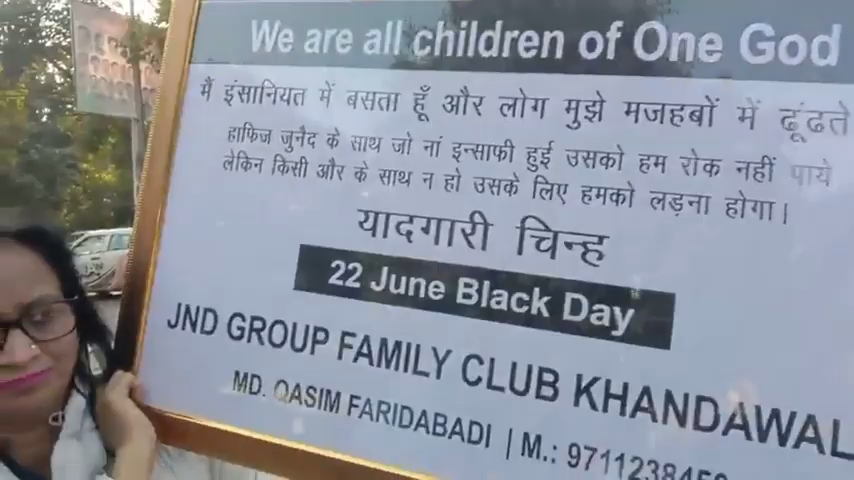 We are all children of One God
मैं इंसानियत में बसता हूँ और लोग मुझे मजहबों में ढूंढते
हाफिज जुनैद के साथ जो नां इन्साफी हुई उसको हम रोक नहीं पाये
लेकिन किसी और के साथ न हो उसके लिए हमको लड़ना होगा।
यादगारी चिन्ह
22 June Black Day
JND GROUP FAMILY CLUB KHANDAWAL
MD. QASIM FARIDABADI | M.: 9711238459